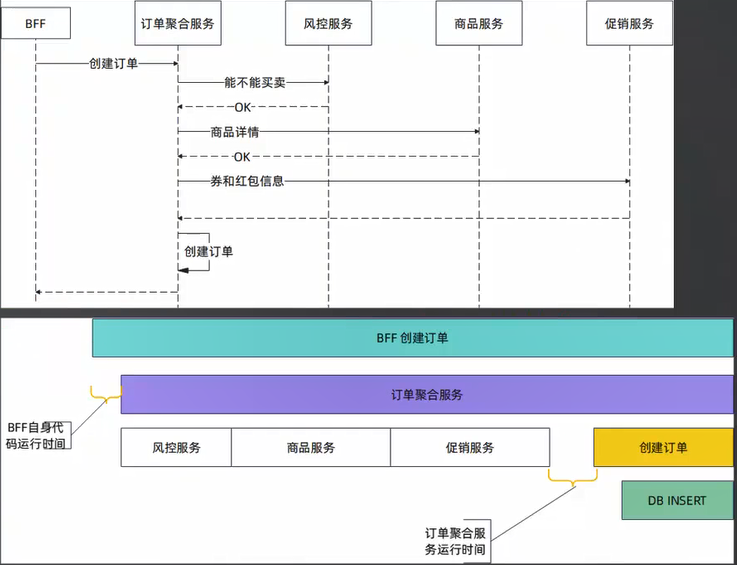 BFF
订单聚合服务
风控服务
商品服务
促销服务
创建订单
能不能买卖
OK
商品详情
OK
券和红包信息
创建订单
BFF 创建订单
订单聚合服务
BFF自身代
码运行时间
风控服务
商品服务
促销服务
创建订单
DB INSERT
订单聚合服
务运行时间